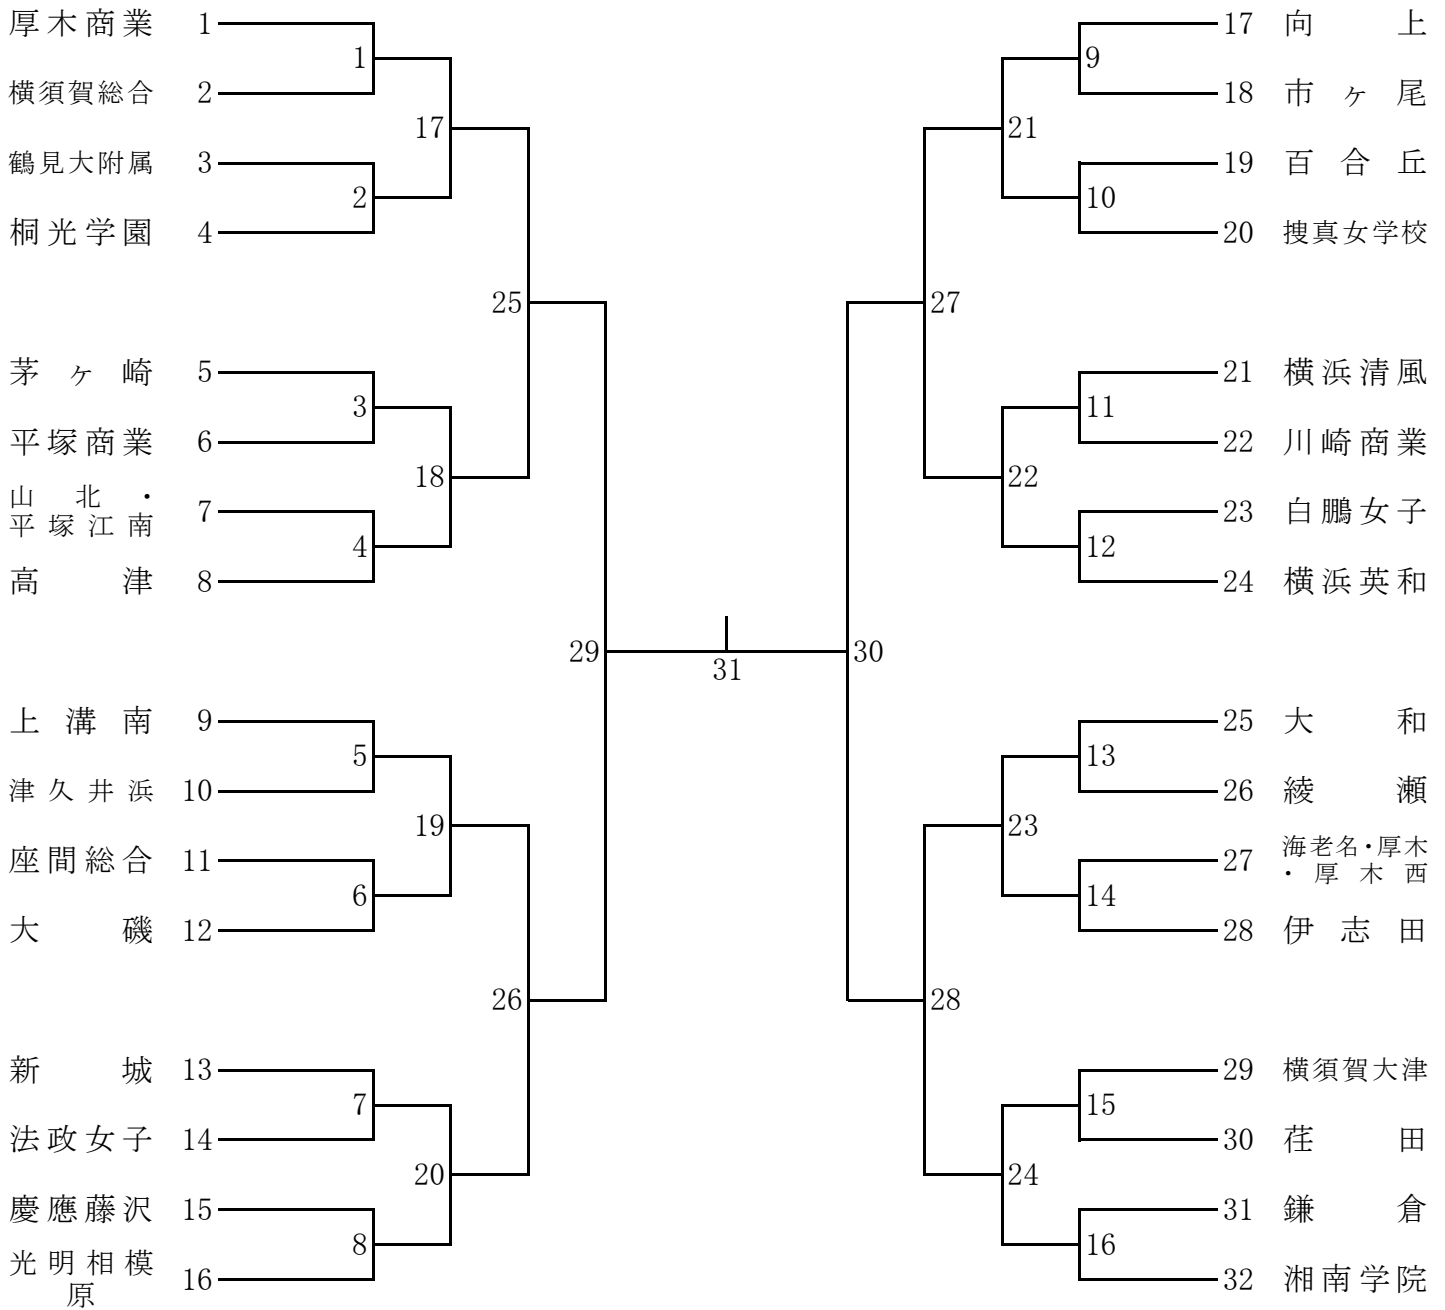 厚木商業 1
1
横須賀総合 2
17
鶴見大附属 3
2
桐光学園 4
25
茅ヶ崎 5
3
平塚商業 6
18
山北・
平塚江南 7
4
高津 8
29
上溝南 9
5
津久井浜 10
19
座間総合 11
6
大磯 12
26
新城 13
7
法政女子 14
20
慶應藤沢 15
8
光明相模
原 16
31
17 向上
9
18 市ヶ尾
21
19 百合丘
10
20 捜真女学校
27
21 横浜清風
11
22 川崎商業
22
23 白鵬女子
12
24 横浜英和
30
25 大和
13
26 綾瀬
23
27 海老名・厚木
・厚木西
14
28 伊志田
28
29 横須賀大津
15
30 荏田
24
31 鎌倉
16
32 湘南学院